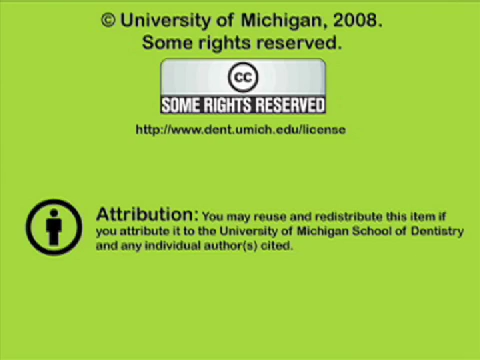 © University of Michigan, 2008.
Some rights reserved.
cc
SOME RIGHTS RESERVED
http://www.dent.umich.edu/license
Attribution: You may reuse and redistribute this item if
you attribute it to the University of Michigan School of Dentistry
and any individual author(s) cited.